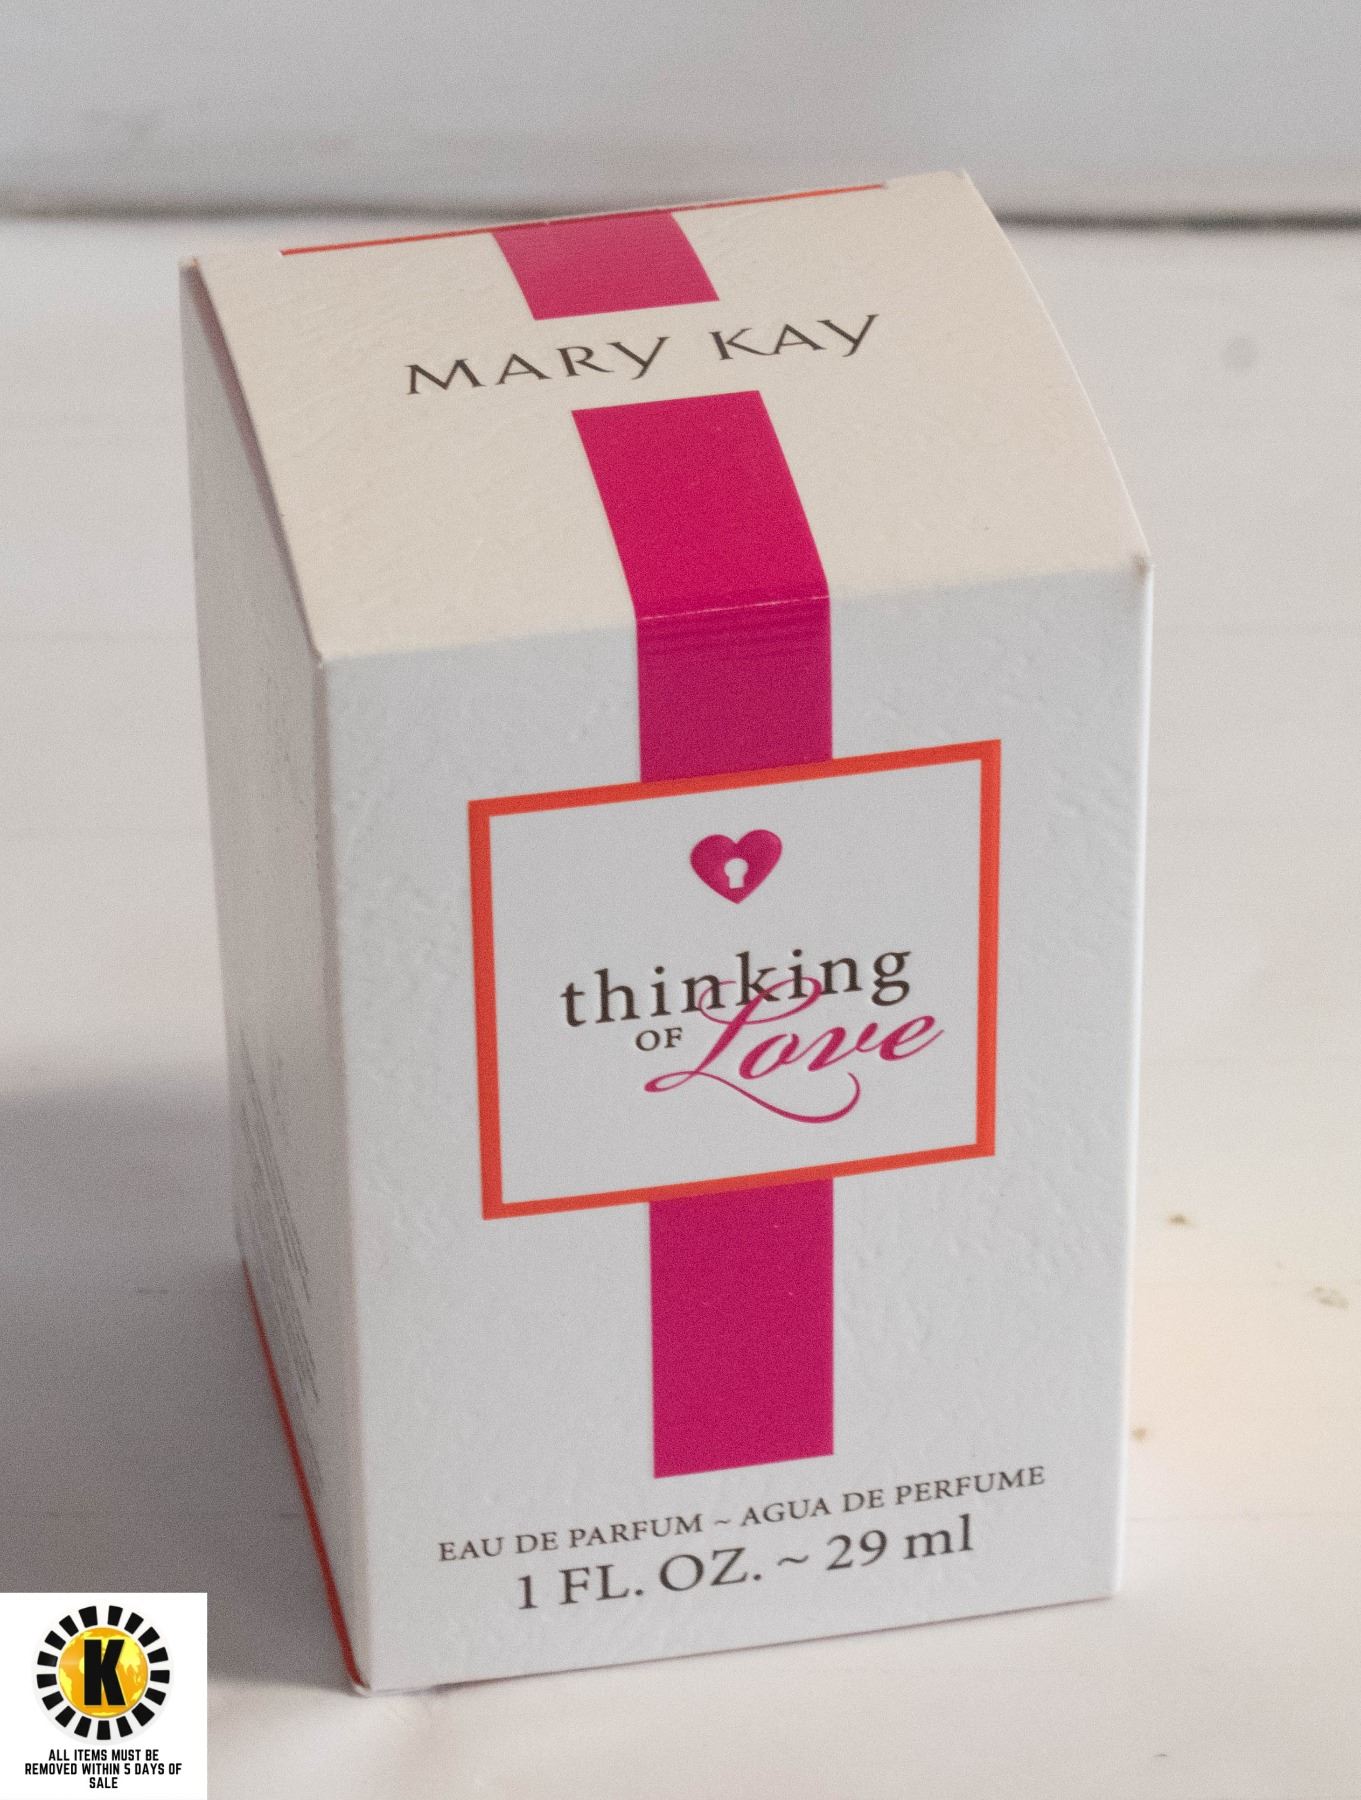 MARY KAY
thinking
OF Love
EAU DE PARFUM ~ AGUA DE PERFUME
1 FL. OZ. ~ 29 ml
K
ALL ITEMS MUST BE
REMOVED WITHIN 5 DAYS OF
SALE